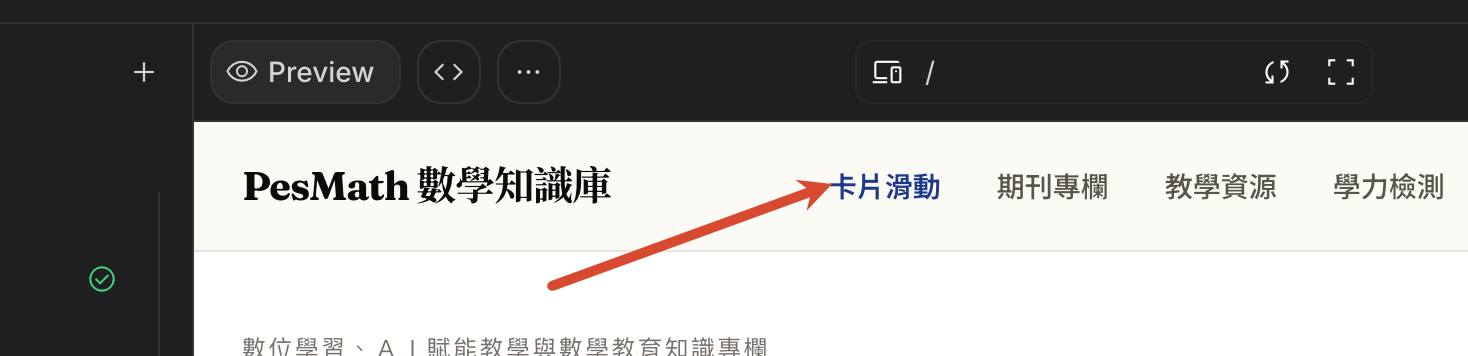 Preview
/
PesMath 數學知識庫
卡片滑動
期刊專欄
教學資源
學力檢測
數位學習、AI賦能教學與數學教育知識專欄